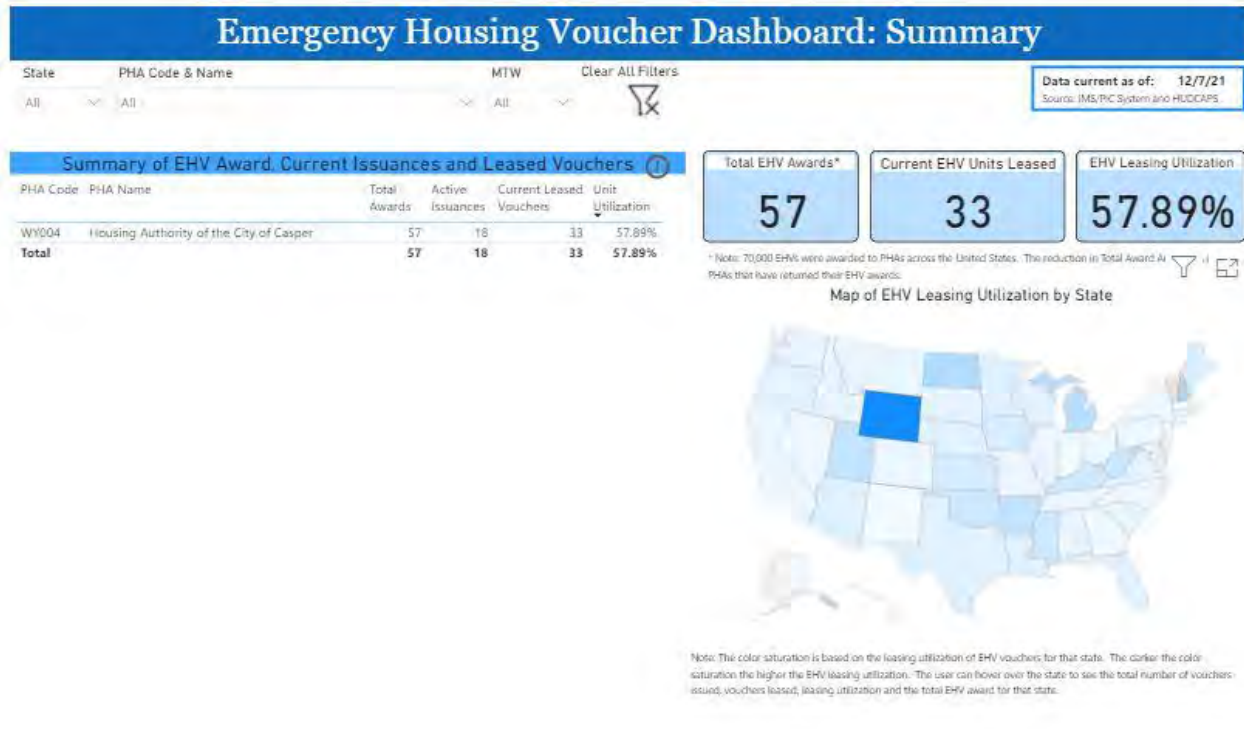 Emergency Housing Voucher Dashboard: Summary
State PHA Code & Name MTW Clear All Filters
All All All
Data current as of: 12/7/21
Source: IMS/PIC System and HUDCAPS
Summary of EHV Award, Current Issuances and Leased Vouchers
PHA Code PHA Name Total Awards Active Issuances Current Leased Vouchers Unit Utilization
WY004 Housing Authority of the City of Casper 57 18 33 57.89%
Total 57 18 33 57.89%
Total EHV Awards*
57
Current EHV Units Leased
33
EHV Leasing Utilization
57.89%
* Note: 70,000 EHVs were awarded to PHAs across the United States. The reduction in Total Award
PHAs that have returned their EHV awards.
Map of EHV Leasing Utilization by State
Note: The color saturation is based on the leasing utilization of EHV vouchers for that state. The darker the color
saturation the higher the EHV leasing utilization. The user can hover over the state to see the total number of vouchers
issued, vouchers leased, leasing utilization and the total EHV award for that state.